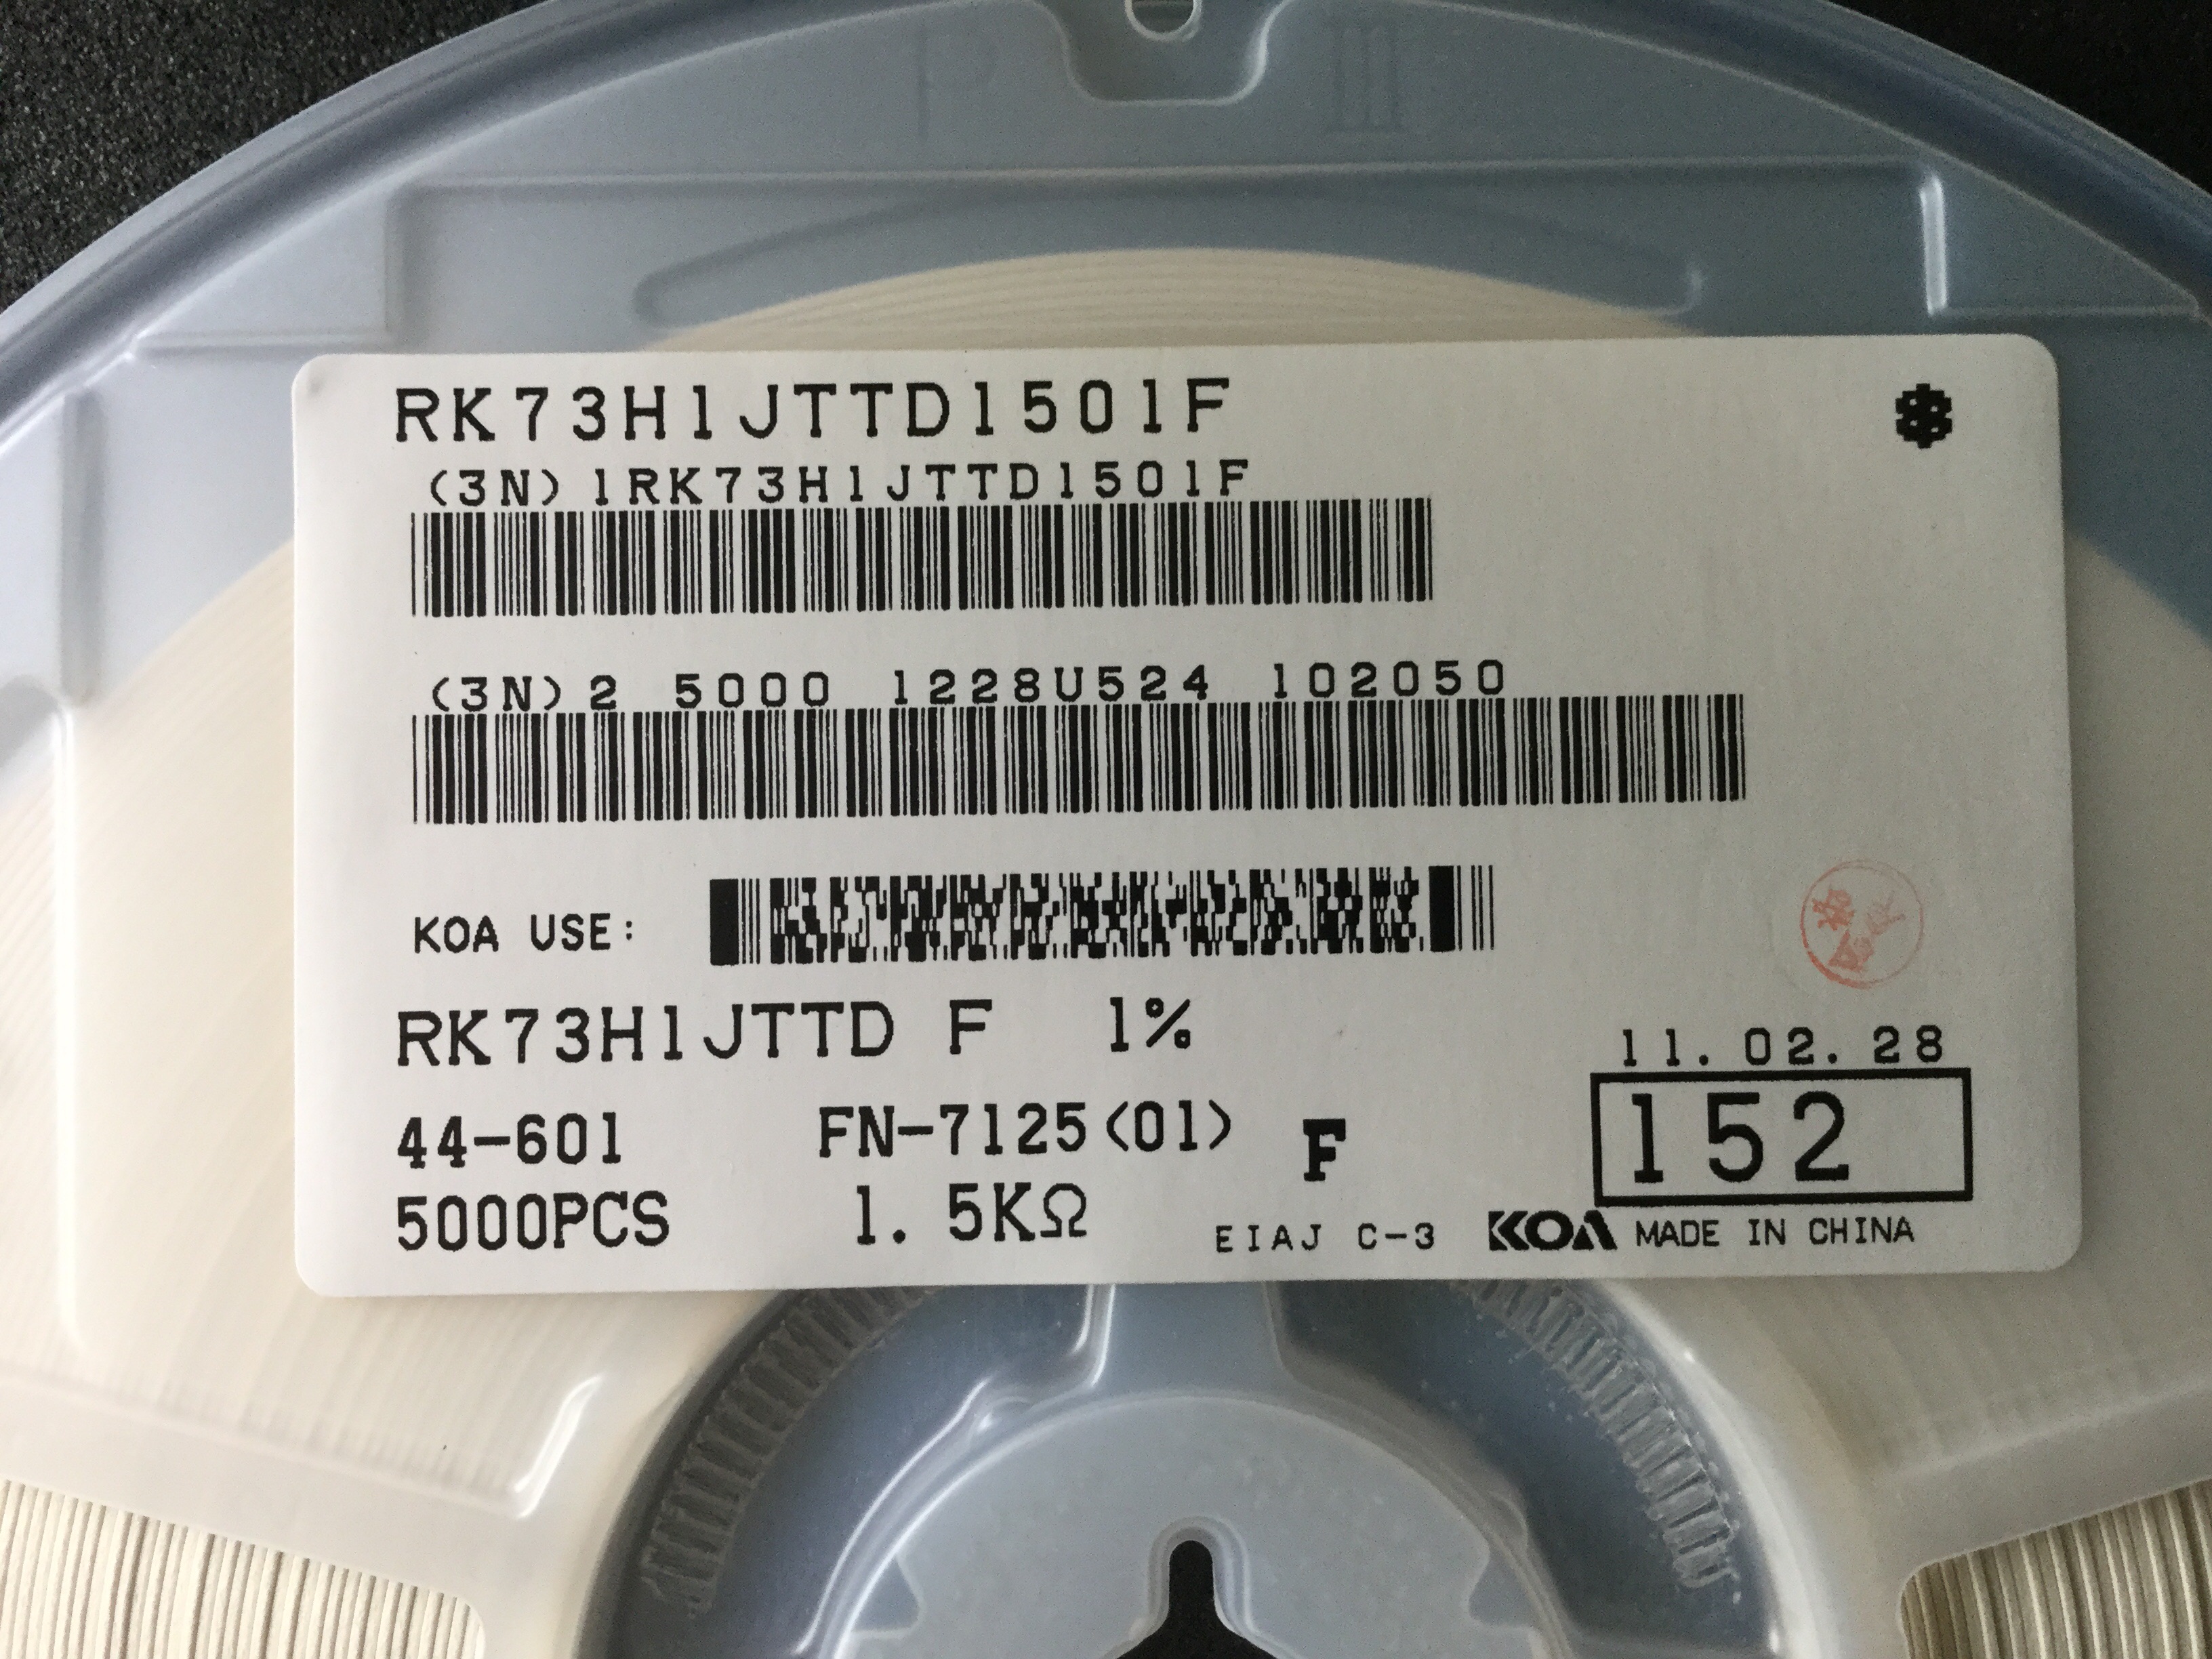 RK73H1JTTD1501F
(3N)1RK73H1JTTD1501F
(3N)2 5000 1228U524 102050
KOA USE:
RK73H1JTTD F 1%
11.02.28
44-601 FN-7125(01) F 152
5000PCS 1.5KΩ EIAJ C-3 KOA MADE IN CHINA